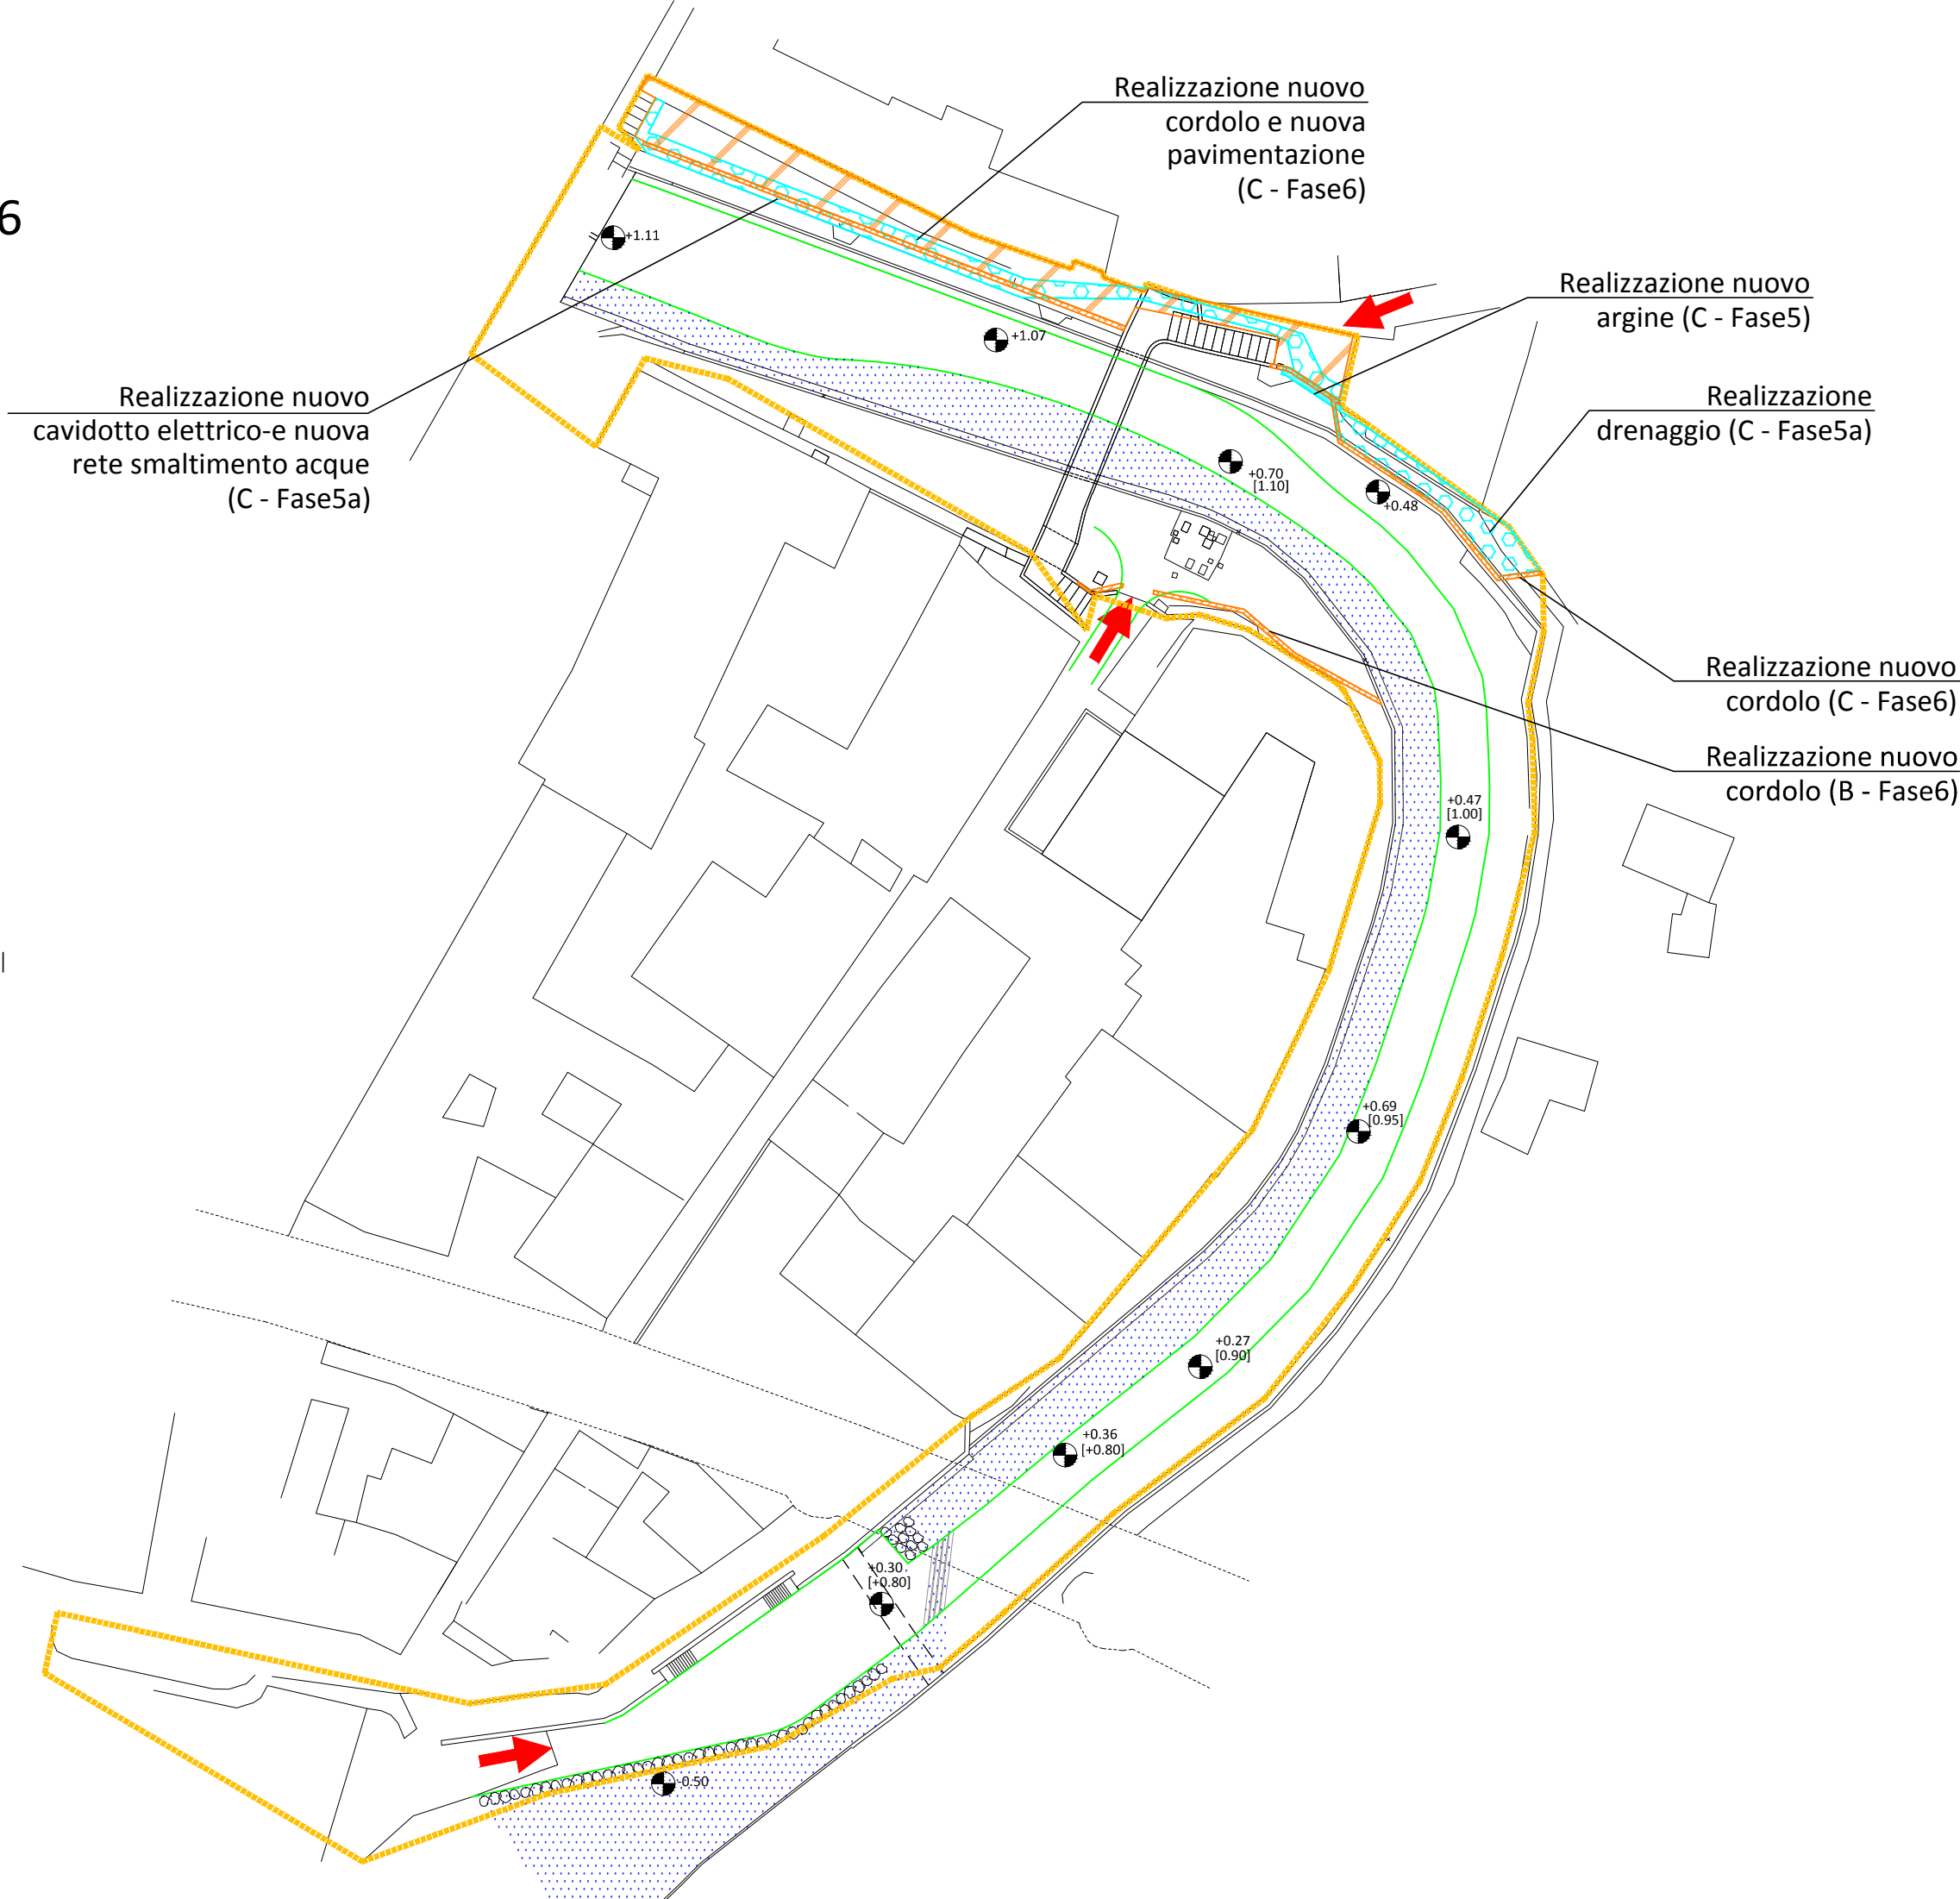 Realizzazione nuovo
cordolo e nuova
pavimentazione
(C - Fase6)
6
+1.11
Realizzazione nuovo
argine (C - Fase5)
+1.07
Realizzazione nuovo
cavidotto elettrico-e nuova
rete smaltimento acque
(C - Fase5a)
Realizzazione
drenaggio (C - Fase5a)
+0.70
[1.10]
+0.48
Realizzazione nuovo
cordolo (C - Fase6)
Realizzazione nuovo
cordolo (B - Fase6)
+0.47
[1.00]
+0.69
[0.95]
+0.27
[0.90]
+0.36
[+0.80]
+0.30
[+0.80]
-0.50